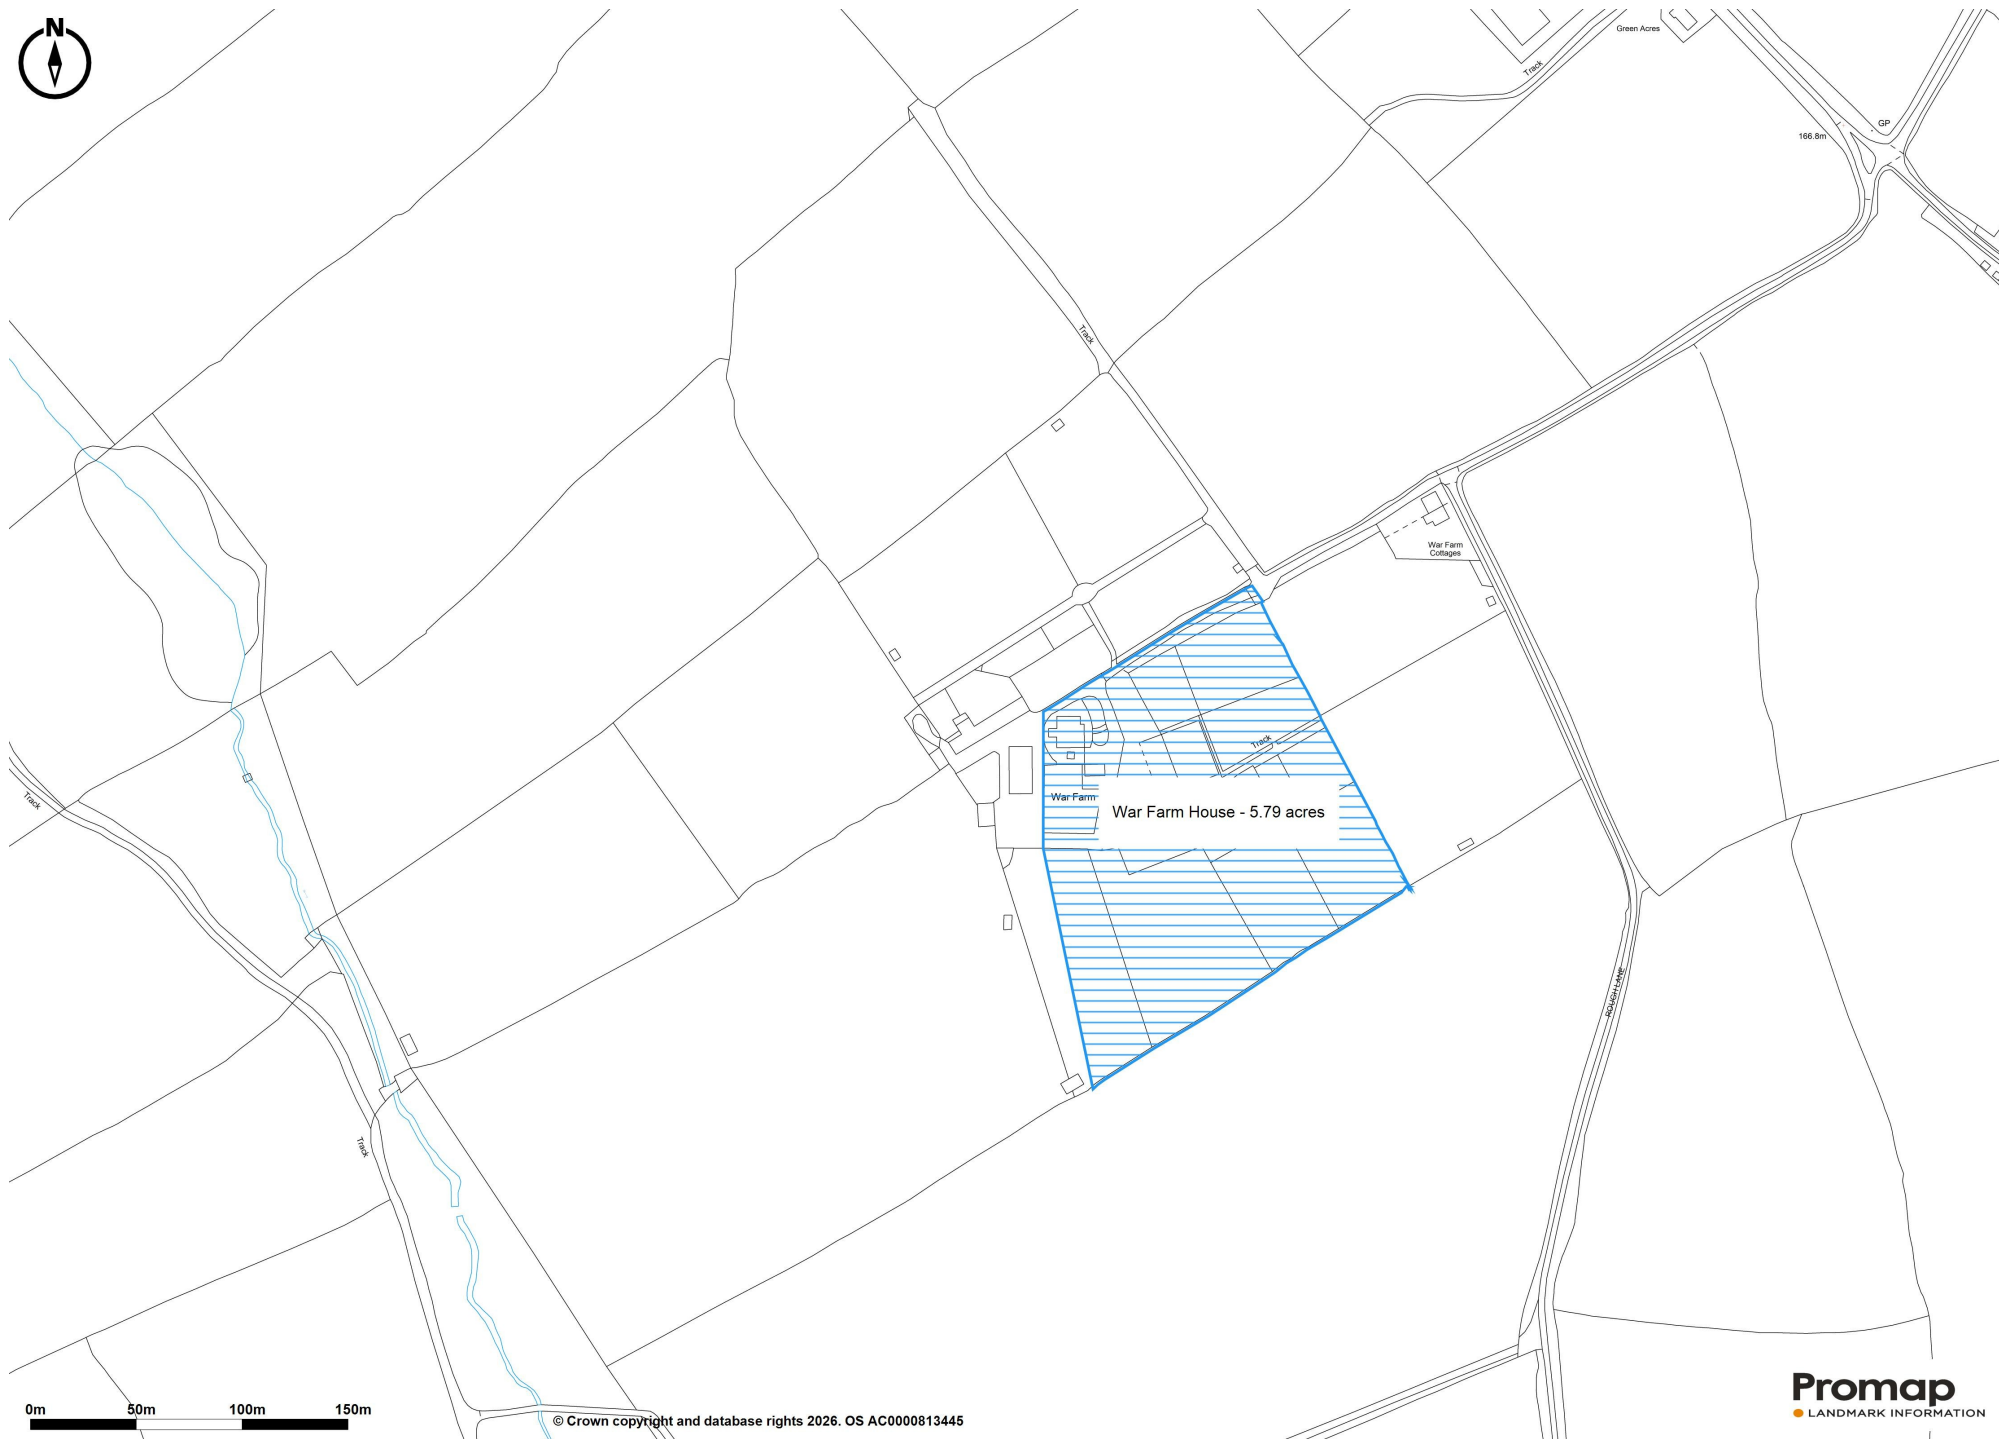 N
Green Acres
Track
GP
166.8m
Track
War Farm
Cottages
Track
War Farm
War Farm House - 5.79 acres
Track
ROUGH LANE
Track
0m 50m 100m 150m
© Crown copyright and database rights 2026. OS AC0000813445
Promap
LANDMARK INFORMATION